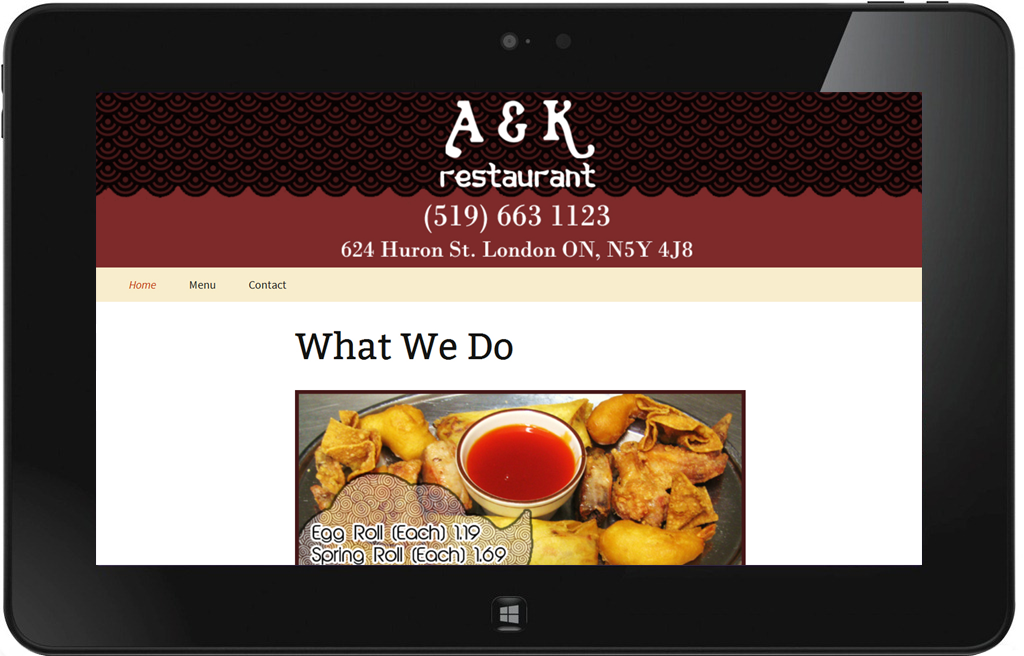 A & K
restaurant
(519) 663 1123
624 Huron St. London ON, N5Y 4J8
Home Menu Contact
What We Do
Egg Roll (Each) 1.19
Spring Roll (Each) 1.69